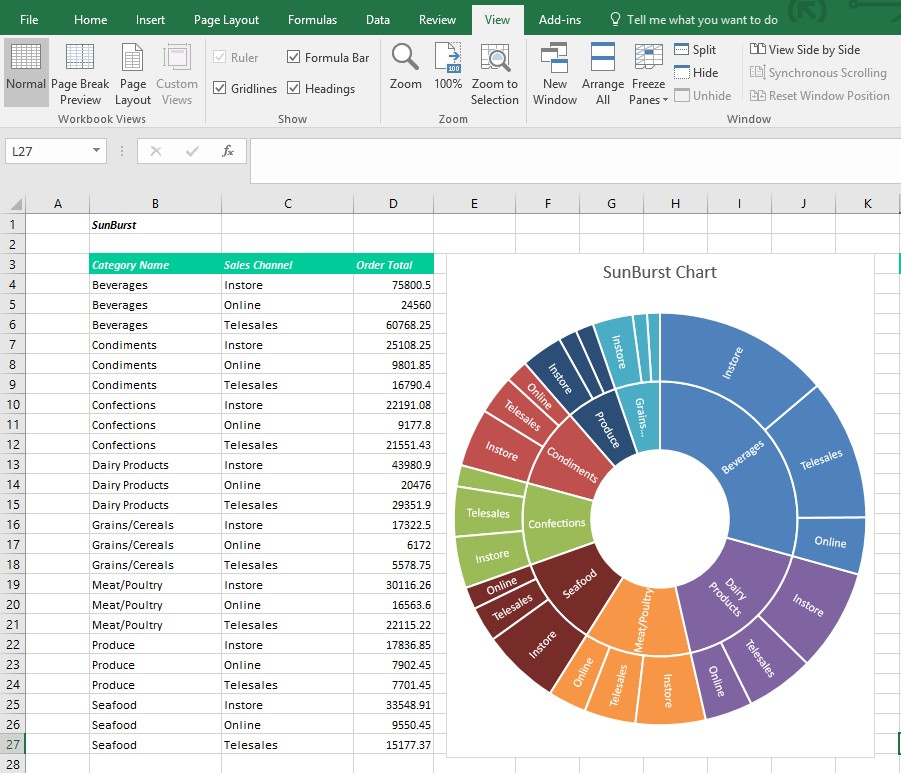 File Home Insert Page Layout Formulas Data Review View Add-ins Tell me what you want to do
Normal Page Break Preview Page Layout Custom Views
Workbook Views
Ruler Formula Bar
Gridlines Headings
Show
Zoom 100% Zoom to Selection
100
Zoom
New Window Arrange All Freeze Panes
Split
Hide
Unhide
View Side by Side
Synchronous Scrolling
Reset Window Position
Window
L27 fx
A B C D E F G H I J K
1 SunBurst
2
3 Category Name Sales Channel Order Total
4 Beverages Instore 75800.5
5 Beverages Online 24560
6 Beverages Telesales 60768.25
7 Condiments Instore 25108.25
8 Condiments Online 9801.85
9 Condiments Telesales 16790.4
10 Confections Instore 22191.08
11 Confections Online 9177.8
12 Confections Telesales 21551.43
13 Dairy Products Instore 43980.9
14 Dairy Products Online 20476
15 Dairy Products Telesales 29351.9
16 Grains/Cereals Instore 17322.5
17 Grains/Cereals Online 6172
18 Grains/Cereals Telesales 5578.75
19 Meat/Poultry Instore 30116.26
20 Meat/Poultry Online 16563.6
21 Meat/Poultry Telesales 22115.22
22 Produce Instore 17836.85
23 Produce Online 7902.45
24 Produce Telesales 7701.45
25 Seafood Instore 33548.91
26 Seafood Online 9550.45
27 Seafood Telesales 15177.37
28
SunBurst Chart
Beverages
Instore
Telesales
Online
Dairy Products
Instore
Telesales
Online
Meat/Poultry
Instore
Telesales
Online
Seafood
Instore
Telesales
Online
Confections
Instore
Telesales
Condiments
Instore
Telesales
Online
Produce
Instore
Grains...
Instore